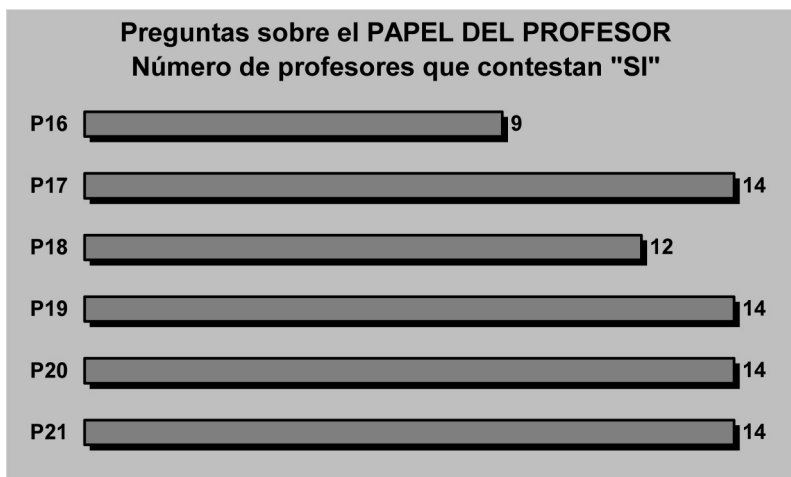 Preguntas sobre el PAPEL DEL PROFESOR
Número de profesores que contestan "SI"
P16 9
P17 14
P18 12
P19 14
P20 14
P21 14